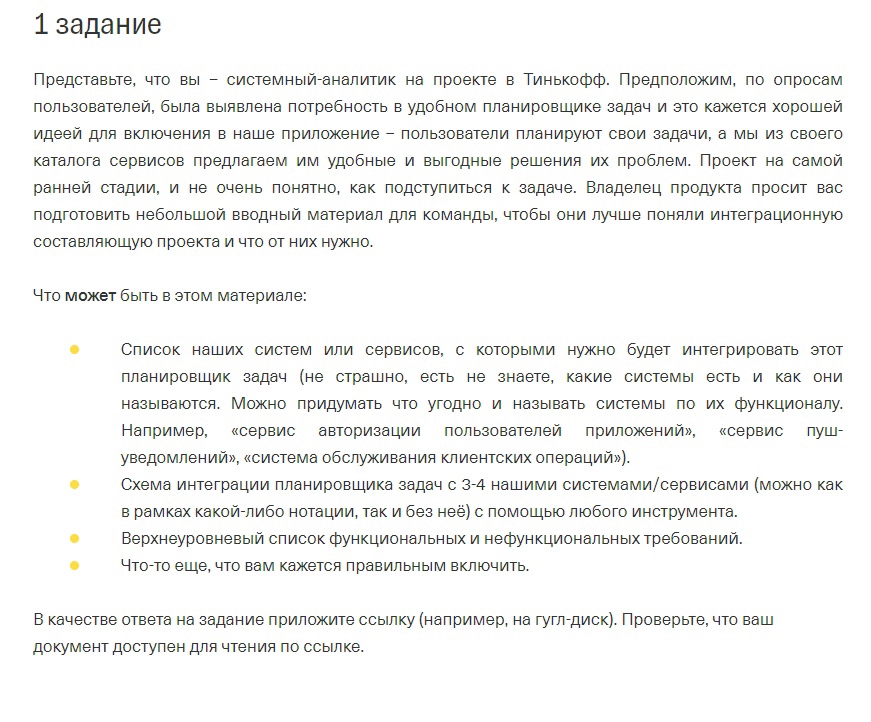 1 задание
Представьте, что вы – системный-аналитик на проекте в Тинькофф. Предположим, по опросам
пользователей, была выявлена потребность в удобном планировщике задач и это кажется хорошей
идеей для включения в наше приложение – пользователи планируют свои задачи, а мы из своего
каталога сервисов предлагаем им удобные и выгодные решения их проблем. Проект на самой
ранней стадии, и не очень понятно, как подступиться к задаче. Владелец продукта просит вас
подготовить небольшой вводный материал для команды, чтобы они лучше поняли интеграционную
составляющую проекта и что от них нужно.
Что может быть в этом материале:
Список наших систем или сервисов, с которыми нужно будет интегрировать этот
планировщик задач (не страшно, есть не знаете, какие системы есть и как они
называются. Можно придумать что угодно и называть системы по их функционалу.
Например, «сервис авторизации пользователей приложений», «сервис пуш-
уведомлений», «система обслуживания клиентских операций»).
Схема интеграции планировщика задач с 3-4 нашими системами/сервисами (можно как
в рамках какой-либо нотации, так и без неё) с помощью любого инструмента.
Верхнеуровневый список функциональных и нефункциональных требований.
Что-то еще, что вам кажется правильным включить.
В качестве ответа на задание приложите ссылку (например, на гугл-диск). Проверьте, что ваш
документ доступен для чтения по ссылке.